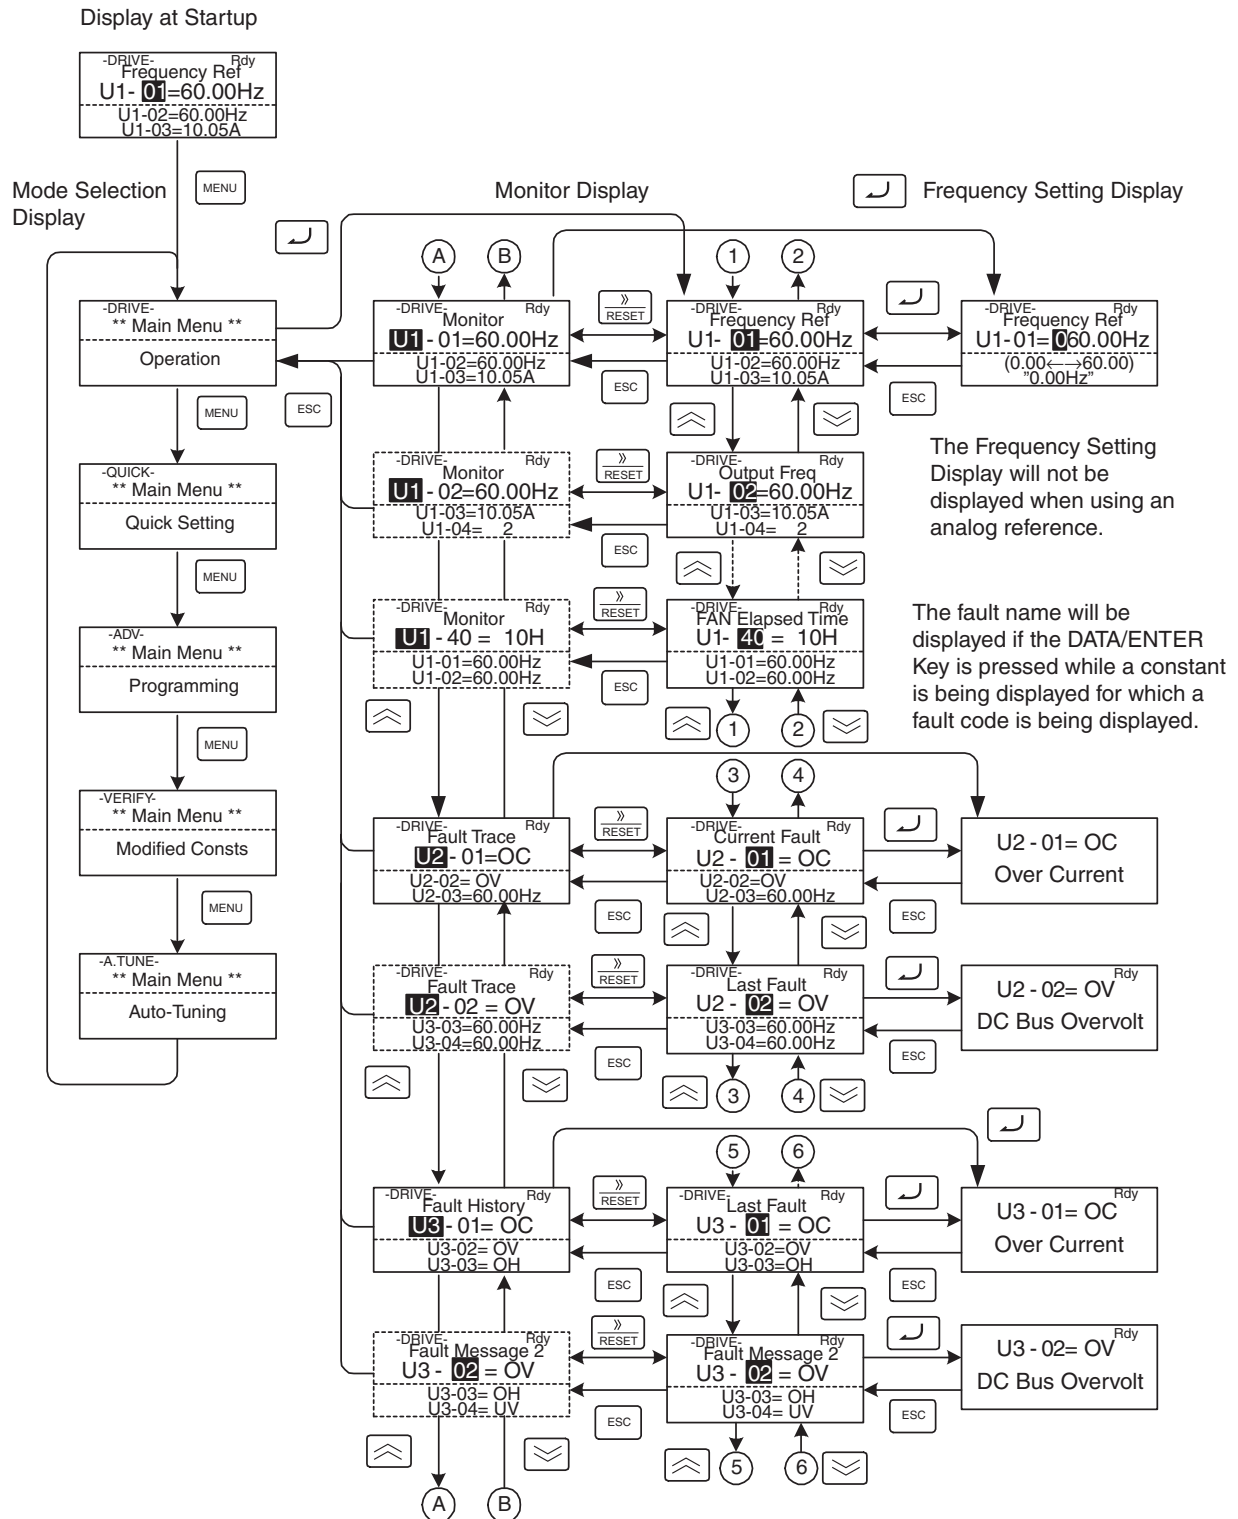 Display at Startup
-DRIVE- Rdy
Frequency Ref
U1- 01=60.00Hz
U1-02=60.00Hz
U1-03=10.05A
Mode Selection
Display
MENU
Monitor Display
Frequency Setting Display
A
B
1
2
-DRIVE-
** Main Menu **
Operation
-DRIVE- Rdy
Monitor
U1 - 01=60.00Hz
U1-02=60.00Hz
U1-03=10.05A
»
RESET
-DRIVE- Rdy
Frequency Ref
U1- 01=60.00Hz
U1-02=60.00Hz
U1-03=10.05A
-DRIVE- Rdy
Frequency Ref
U1-01= 060.00Hz
(0.00←→60.00)
"0.00Hz"
MENU
ESC
ESC
ESC
-QUICK-
** Main Menu **
Quick Setting
-DRIVE- Rdy
Monitor
U1 - 02=60.00Hz
U1-03=10.05A
U1-04= 2
»
RESET
-DRIVE- Rdy
Output Freq
U1- 02=60.00Hz
U1-03=10.05A
U1-04= 2
The Frequency Setting
Display will not be
displayed when using an
analog reference.
MENU
ESC
-ADV-
** Main Menu **
Programming
-DRIVE- Rdy
Monitor
U1 - 40 = 10H
U1-01=60.00Hz
U1-02=60.00Hz
»
RESET
-DRIVE- Rdy
FAN Elapsed Time
U1- 40 = 10H
U1-01=60.00Hz
U1-02=60.00Hz
The fault name will be
displayed if the DATA/ENTER
Key is pressed while a constant
is being displayed for which a
fault code is being displayed.
ESC
MENU
1
2
3
4
-VERIFY-
** Main Menu **
Modified Consts
-DRIVE- Rdy
Fault Trace
U2 - 01=OC
U2-02= OV
U2-03=60.00Hz
»
RESET
-DRIVE- Rdy
Current Fault
U2 - 01 = OC
U2-02=OV
U2-03=60.00Hz
U2 - 01= OC
Over Current
MENU
ESC
ESC
-A.TUNE-
** Main Menu **
Auto-Tuning
-DRIVE- Rdy
Fault Trace
U2 - 02 = OV
U3-03=60.00Hz
U3-04=60.00Hz
»
RESET
-DRIVE- Rdy
Last Fault
U2 - 02 = OV
U3-03=60.00Hz
U3-04=60.00Hz
Rdy
U2 - 02= OV
DC Bus Overvolt
ESC
ESC
3
4
5
6
-DRIVE- Rdy
Fault History
U3 - 01= OC
U3-02= OV
U3-03= OH
»
RESET
-DRIVE- Rdy
Last Fault
U3 - 01 = OC
U3-02=OV
U3-03=OH
Rdy
U3 - 01= OC
Over Current
ESC
ESC
-DRIVE- Rdy
Fault Message 2
U3 - 02 = OV
U3-03= OH
U3-04= UV
»
RESET
-DRIVE- Rdy
Fault Message 2
U3 - 02 = OV
U3-03= OH
U3-04= UV
Rdy
U3 - 02= OV
DC Bus Overvolt
ESC
ESC
5
6
A
B